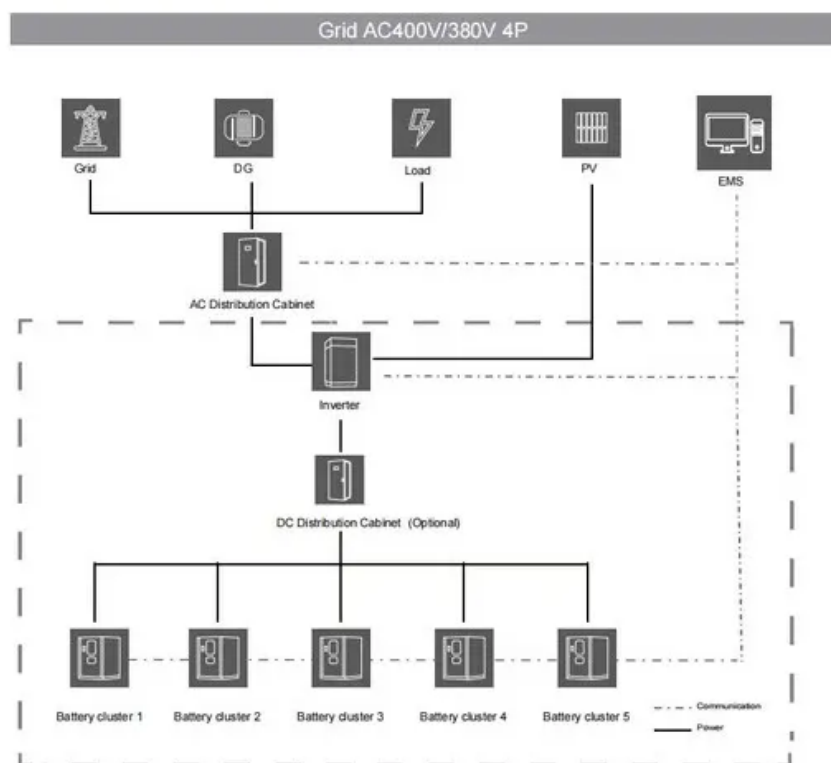 Grid AC400V/380V 4P
Grid
DG
Load
PV
EMS
AC Distribution Cabinet
Inverter
DC Distribution Cabinet (Optional)
Battery cluster 1
Battery cluster 2
Battery cluster 3
Battery cluster 4
Battery cluster 5
Communication
Power